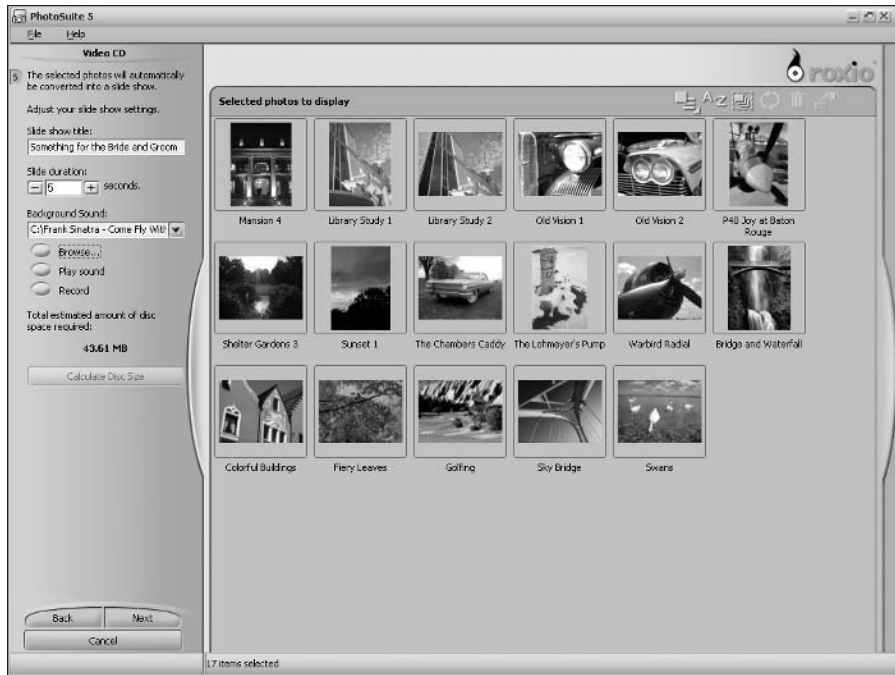 PhotoSuite 5
File Help
Video CD
5
The selected photos will automatically
be converted into a slide show.
Adjust your slide show settings.
Slide show title:
Something for the Bride and Groom
Slide duration:
5 seconds.
Background Sound:
C:\Frank Sinatra - Come Fly With
Browse...
Play sound
Record
Total estimated amount of disc
space required:
43.61 MB
Calculate Disc Size
Back Next
Cancel
roxio
Selected photos to display
A-Z
Mansion 4 Library Study 1 Library Study 2 Old Vision 1 Old Vision 2 P40 Joy at Baton
Rouge
Shelter Gardens 3 Sunset 1 The Chambers Caddy The Lohmeyer's Pump Warbird Radial Bridge and Waterfall
Colorful Buildings Fiery Leaves Golfing Sky Bridge Swans
17 items selected